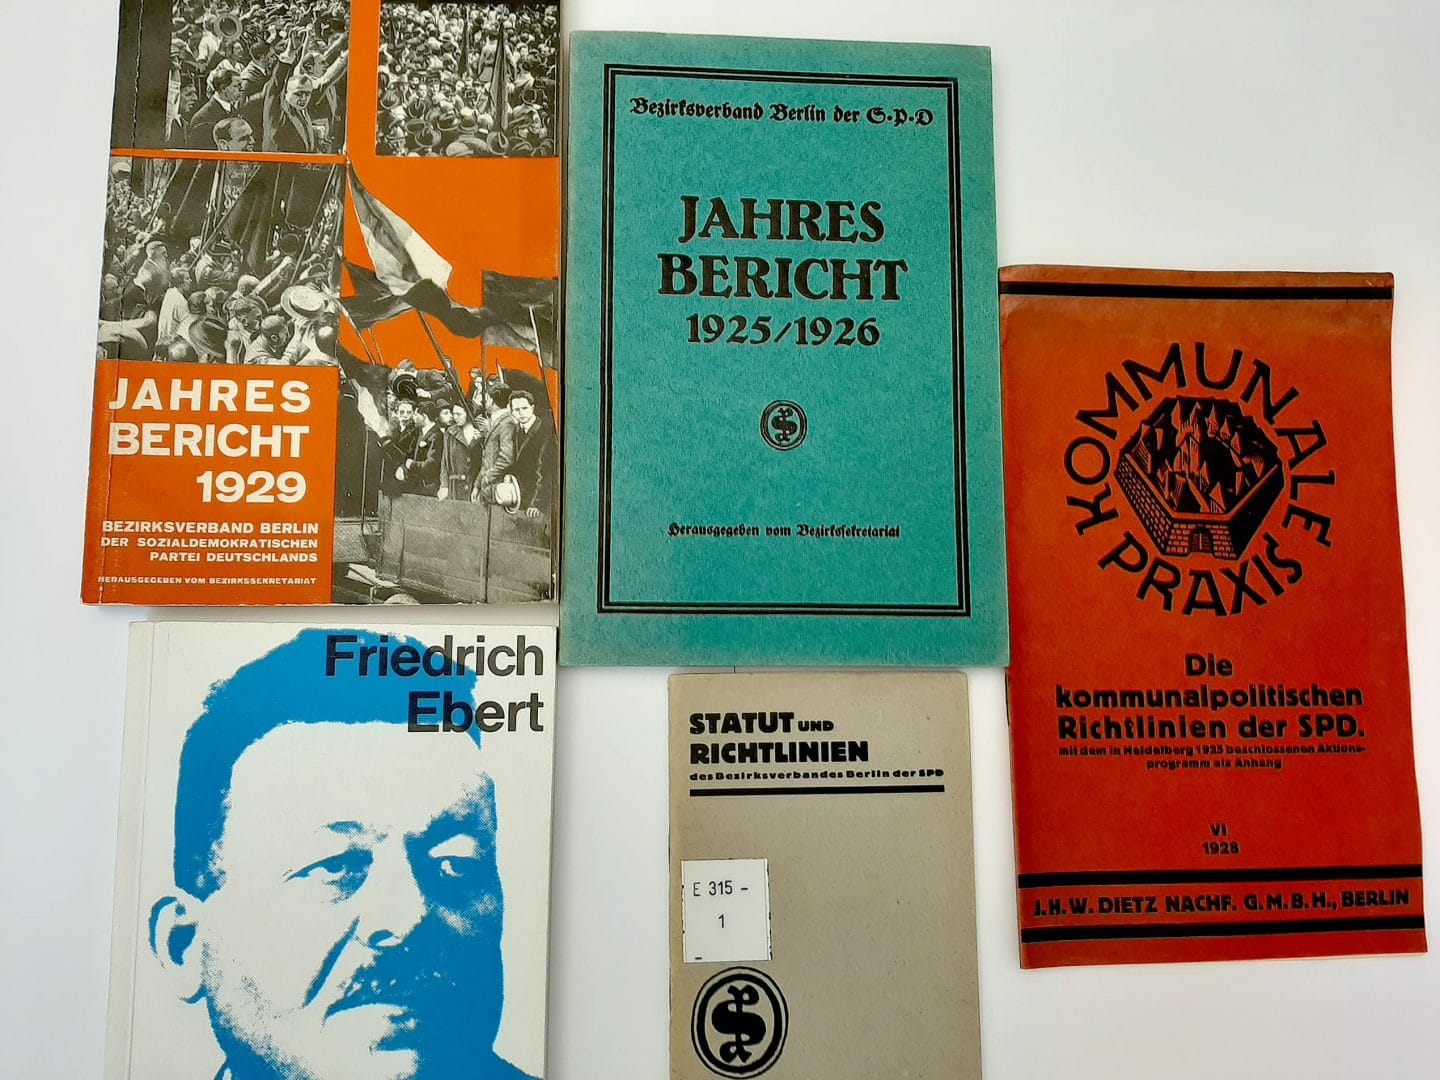 JAHRES
BERICHT
1929
BEZIRKSVERBAND BERLIN
DER SOZIALDEMOKRATISCHEN
PARTEI DEUTSCHLANDS
HERAUSGEGEBEN VOM BEZIRKSSEKRETARIAT
Bezirksverband Berlin der S.P.D
JAHRES
BERICHT
1925/1926
Herausgegeben vom Bezirkssekretariat
KOMMUNALE
PRAXIS
Die
kommunalpolitischen
Richtlinien der SPD.
mit dem in Heidelberg 1925 beschlossenen Aktions-
programm als Anhang
VI
1928
J.H.W. DIETZ NACHF. G.M.B.H., BERLIN
Friedrich
Ebert
STATUT UND
RICHTLINIEN
des Bezirksverbandes Berlin der SPD
E 315 -
1